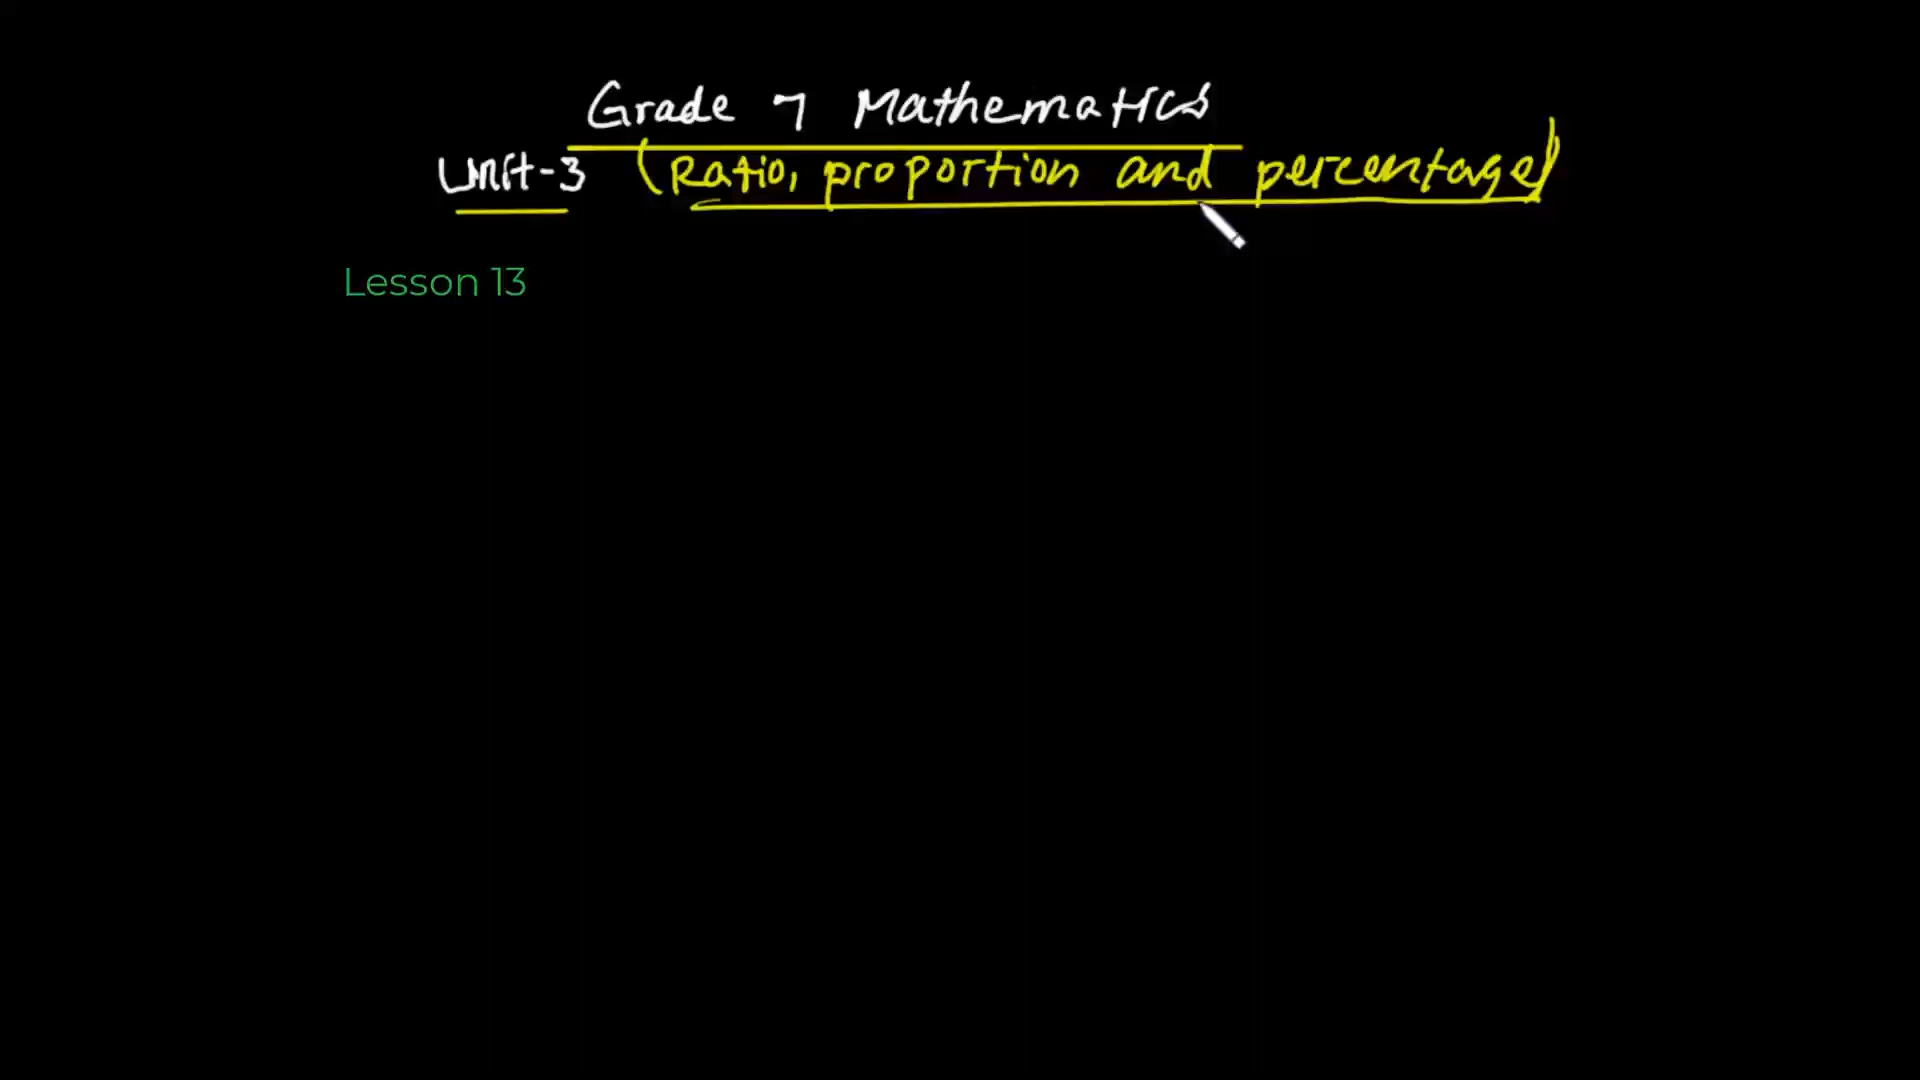 Grade 7 Mathematics
Unit-3 (Ratio, proportion and percentage)
Lesson 13